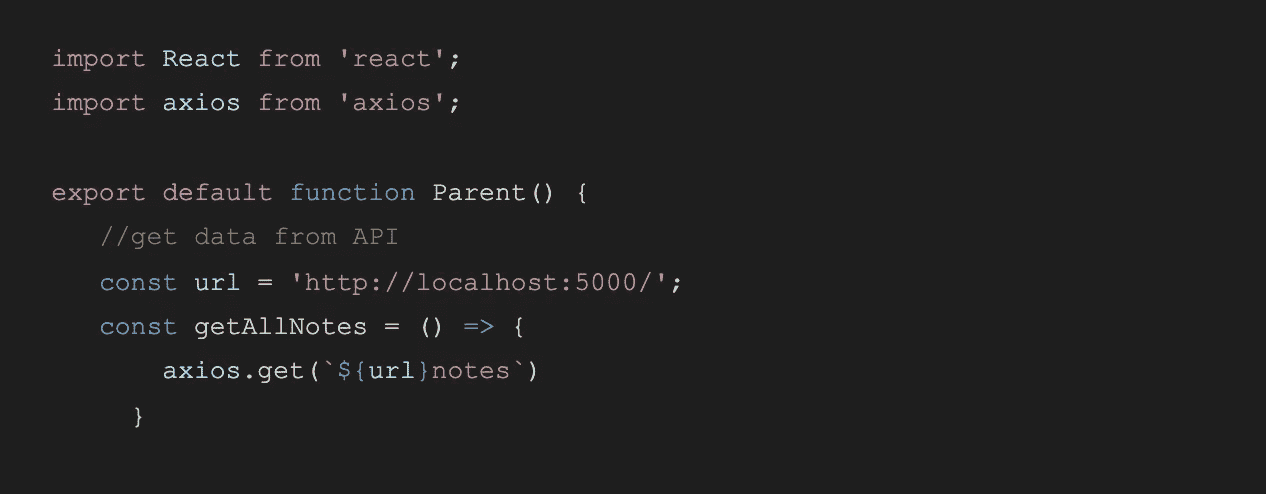 import React from 'react';
import axios from 'axios';
export default function Parent() {
//get data from API
const url = 'http://localhost:5000/';
const getAllNotes = () => {
axios.get(`${url}notes`)
}